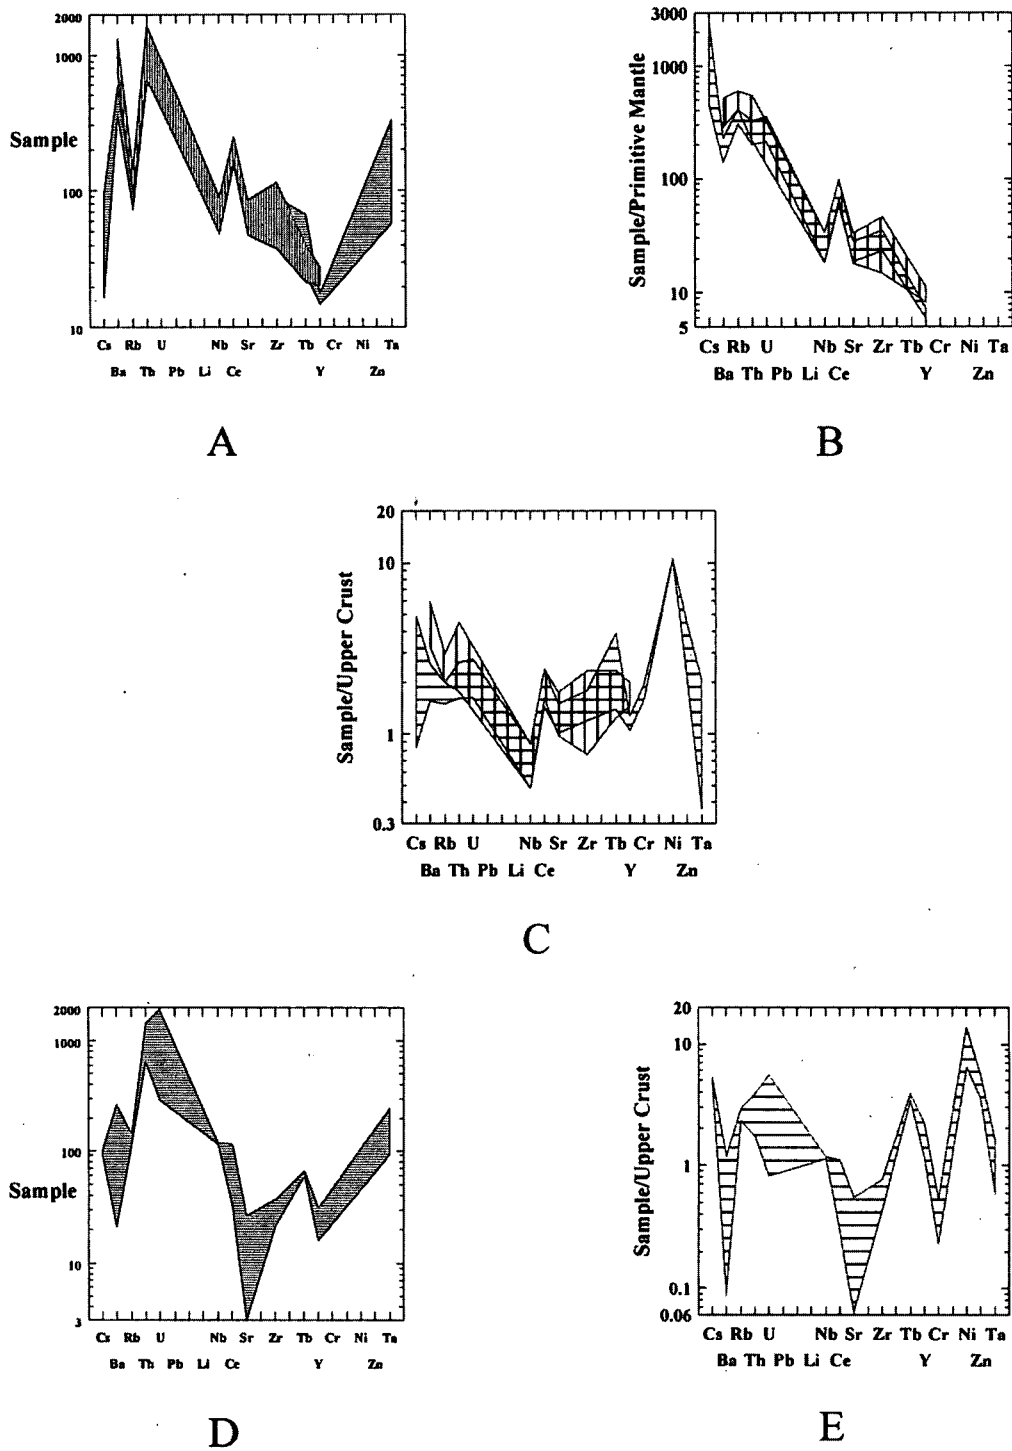 2000
1000
Sample
100
10
Cs Rb U Nb Sr Zr Tb Cr Ni Ta
Ba Th Pb Li Ce Y Zn
A
3000
1000
Sample/Primitive Mantle
100
10
5
Cs Rb U Nb Sr Zr Tb Cr Ni Ta
Ba Th Pb Li Ce Y Zn
B
20
10
Sample/Upper Crust
1
0.3
Cs Rb U Nb Sr Zr Tb Cr Ni Ta
Ba Th Pb Li Ce Y Zn
C
2000
1000
100
Sample
10
3
Cs Rb U Nb Sr Zr Tb Cr Ni Ta
Ba Th Pb Li Ce Y Zn
D
20
10
Sample/Upper Crust
1
0.1
0.06
Cs Rb U Nb Sr Zr Tb Cr Ni Ta
Ba Th Pb Li Ce Y Zn
E